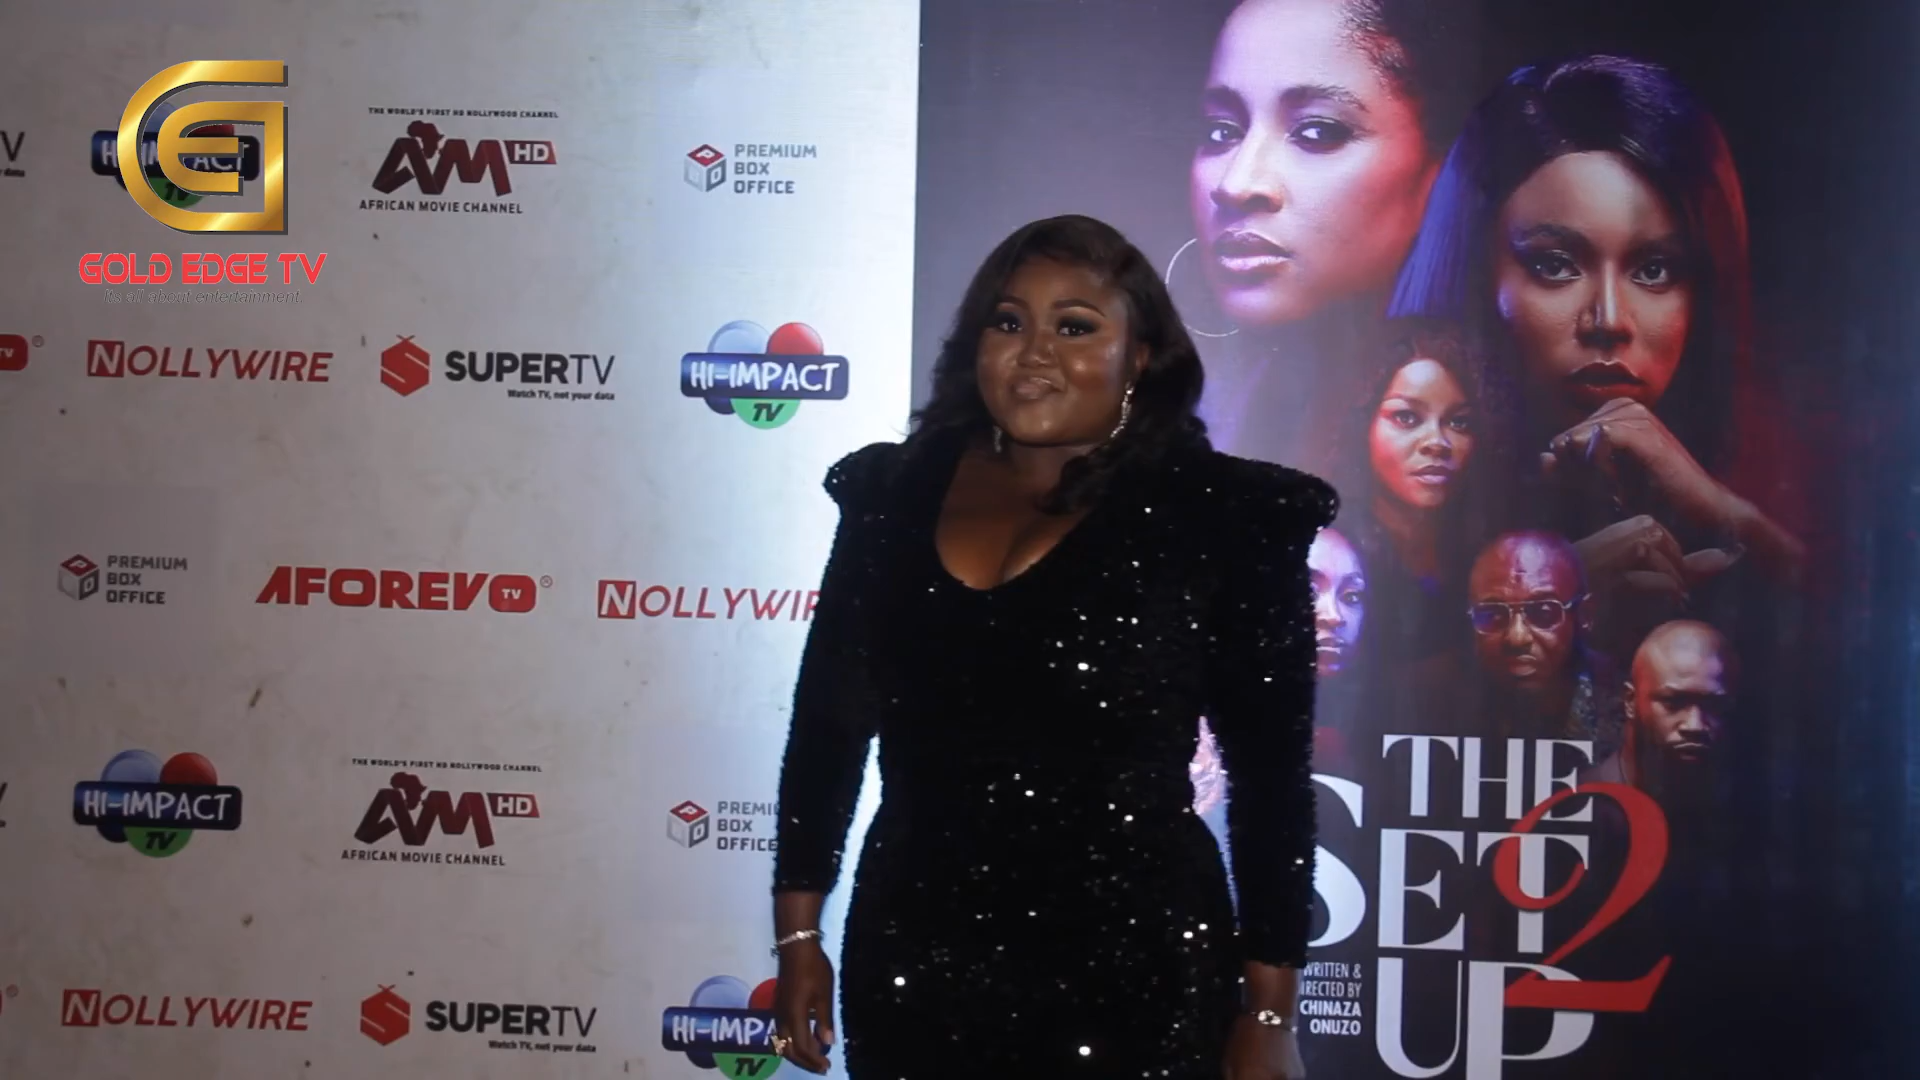 GOLD EDGE TV
Its all about entertainment.
THE WORLD'S FIRST HD NOLLYWOOD CHANNEL
AM HD
AFRICAN MOVIE CHANNEL
PREMIUM
BOX
OFFICE
NOLLYWIRE
SUPERTV
Watch TV, not your data
HI-IMPACT
TV
PREMIUM
BOX
OFFICE
AFOREVO TV
NOLLYWIR
HI-IMPACT
TV
THE WORLD'S FIRST HD NOLLYWOOD CHANNEL
AM HD
AFRICAN MOVIE CHANNEL
PREMI
BOX
OFFICE
NOLLYWIRE
SUPERTV
Watch TV, not your data
HI-IMPA
TV
THE
SET
UP
2
WRITTEN &
DIRECTED BY
CHINAZA
ONUZO